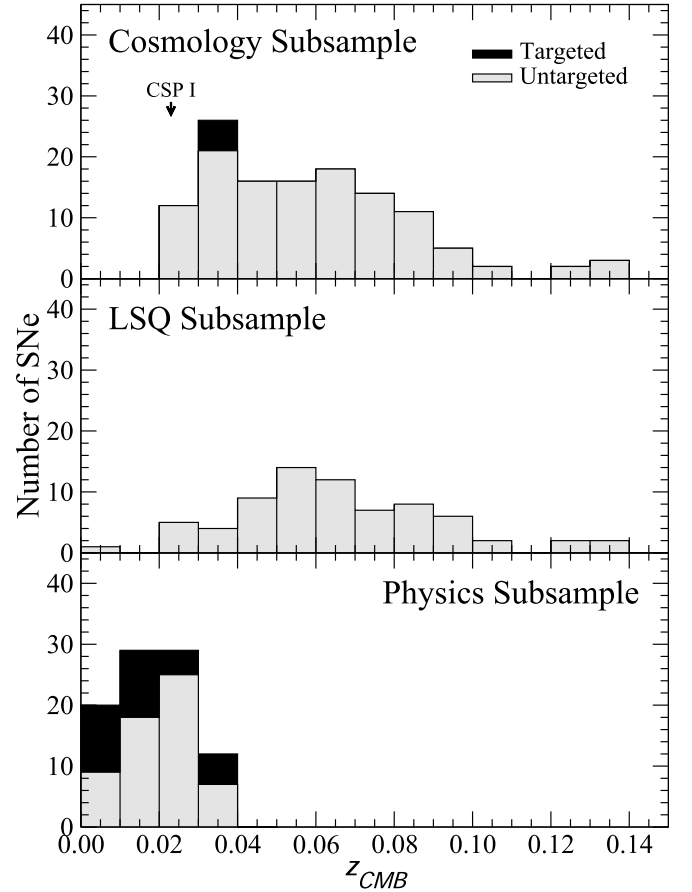 Cosmology Subsample
Targeted
Untargeted
CSP I
40
30
20
10
0
LSQ Subsample
40
30
20
10
0
Number of SNe
Physics Subsample
40
30
20
10
0
0.00 0.02 0.04 0.06 0.08 0.10 0.12 0.14
zCMB